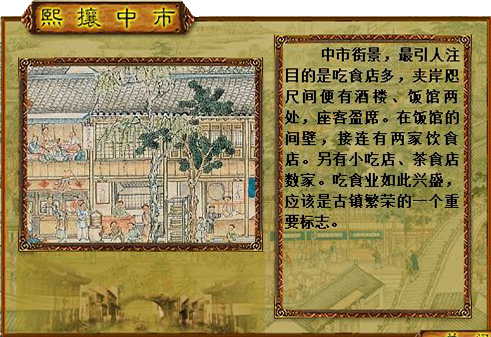 熙攘中市
中市街景，最引人注
目的是吃食店多，夹岸咫
尺间便有酒楼、饭馆两
处，座客盈席。在饭馆的
间壁，接连有两家饮食
店。另有小吃店、茶食店
数家。吃食业如此兴盛，
应该是古镇繁荣的一个重
要标志。